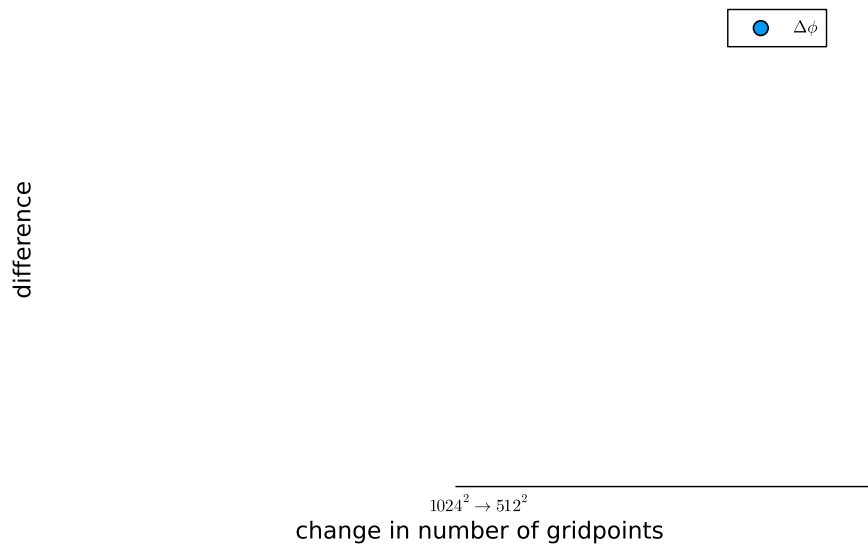 Δϕ
difference
1024² → 512²
change in number of gridpoints